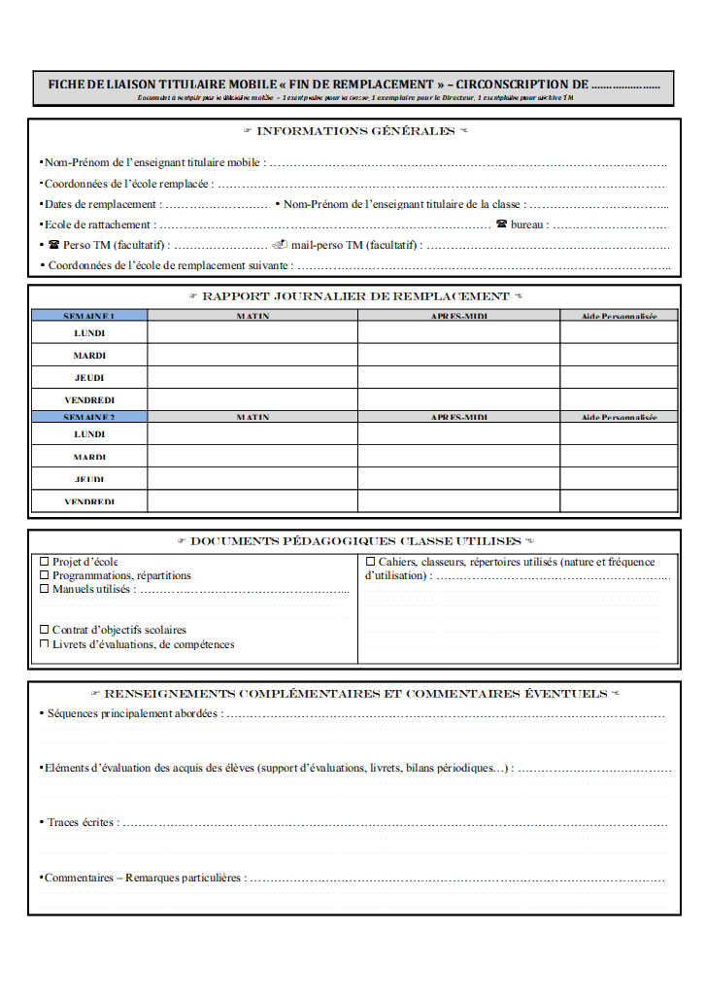 FICHE DE LIAISON TITULAIRE MOBILE « FIN DE REMPLACEMENT » – CIRCONSCRIPTION DE ……………….
Document à remplir par le titulaire mobile – 1 exemplaire pour la classe, 1 exemplaire pour le Directeur, 1 exemplaire pour archive TM
☞ INFORMATIONS GÉNÉRALES ☜
•Nom-Prénom de l'enseignant titulaire mobile : ………………………………………………………………
•Coordonnées de l'école remplacée : ………………………………………………………………
•Dates de remplacement : ………………………. • Nom-Prénom de l'enseignant titulaire de la classe : ………………………………...
•Ecole de rattachement : ……………………………………………………………… ☎ bureau : ………………………….
• ☎ Perso TM (facultatif) : ……………………. mail-perso TM (facultatif) : ………………………………………………………
• Coordonnées de l'école de remplacement suivante : ………………………………………………………………...
☞ RAPPORT JOURNALIER DE REMPLACEMENT ☜
SEMAINE 1 MATIN APRES-MIDI Aide Personnalisée
LUNDI
MARDI
JEUDI
VENDREDI
SEMAINE 2 MATIN APRES-MIDI Aide Personnalisée
LUNDI
MARDI
JEUDI
VENDREDI
☞ DOCUMENTS PÉDAGOGIQUES CLASSE UTILISES ☜
☐ Projet d'école
☐ Programmations, répartitions
☐ Manuels utilisés : ………………………………………………...
☐ Contrat d'objectifs scolaires
☐ Livrets d'évaluations, de compétences
☐ Cahiers, classeurs, répertoires utilisés (nature et fréquence
d'utilisation) : ………………………………………………………...
☞ RENSEIGNEMENTS COMPLÉMENTAIRES ET COMMENTAIRES ÉVENTUELS ☜
• Séquences principalement abordées : ………………………………………………………………
•Eléments d'évaluation des acquis des élèves (support d'évaluations, livrets, bilans périodiques…) : …………………………………
• Traces écrites : ………………………………………………………………
•Commentaires – Remarques particulières : ………………………………………………………………